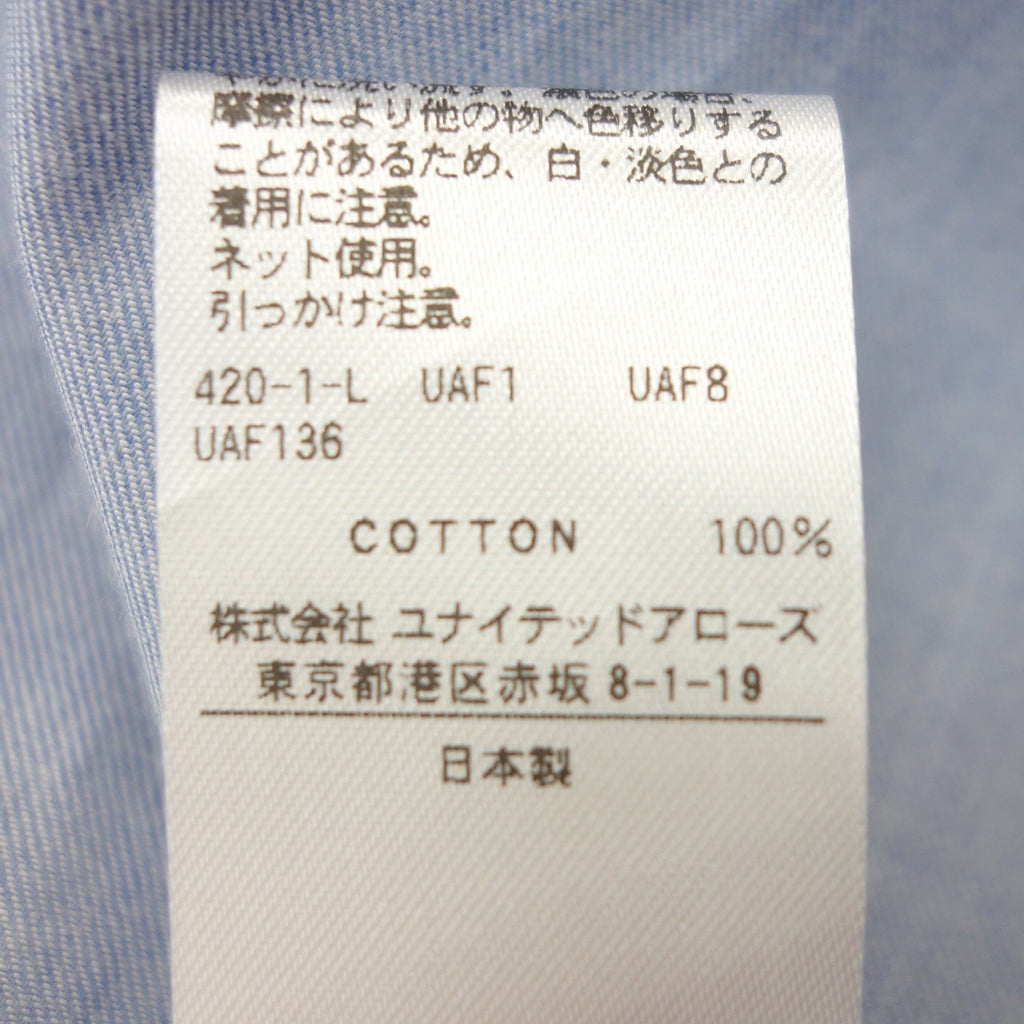 摩擦により他の物へ色移りする
ことがあるため、白・淡色との
着用に注意。
ネット使用。
引っかけ注意。
420-1-L UAF1 UAF8
UAF136
COTTON 100%
株式会社 ユナイテッドアローズ
東京都港区赤坂 8-1-19
日本製